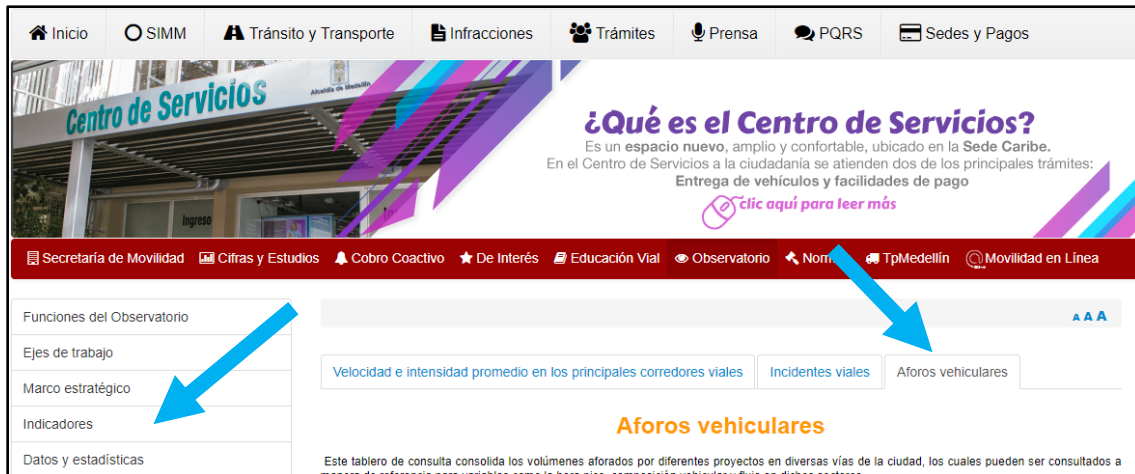 Inicio SIMM Tránsito y Transporte Infracciones Trámites Prensa PQRS Sedes y Pagos
Centro de Servicios
Alcaldía de Medellín
Ingreso
¿Qué es el Centro de Servicios?
Es un espacio nuevo, amplio y confortable, ubicado en la Sede Caribe.
En el Centro de Servicios a la ciudadanía se atienden dos de los principales trámites:
Entrega de vehículos y facilidades de pago
clic aquí para leer más
Secretaría de Movilidad Cifras y Estudios Cobro Coactivo De Interés Educación Vial Observatorio TpMedellín Movilidad en Línea
Funciones del Observatorio
A A A
Ejes de trabajo
Velocidad e intensidad promedio en los principales corredores viales Incidentes viales Aforos vehiculares
Marco estratégico
Indicadores
Aforos vehiculares
Datos y estadísticas
Este tablero de consulta consolida los volúmenes aforados por diferentes proyectos en diversas vías de la ciudad, los cuales pueden ser consultados a